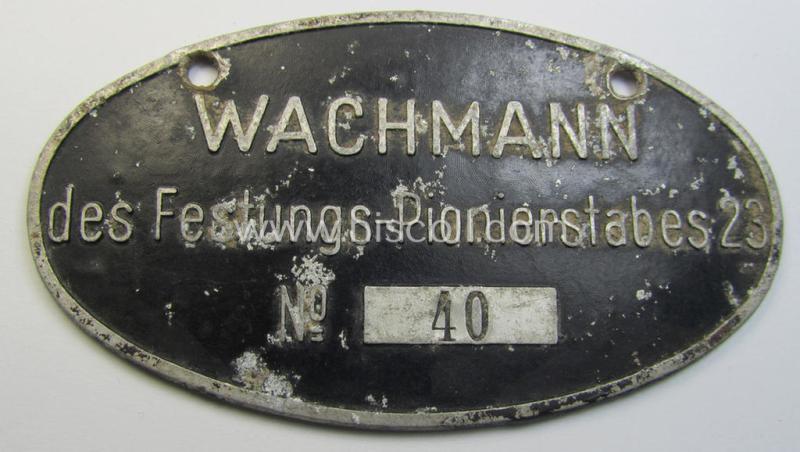 WACHMANN
des Festungs-Pionierstabes 23
No 40